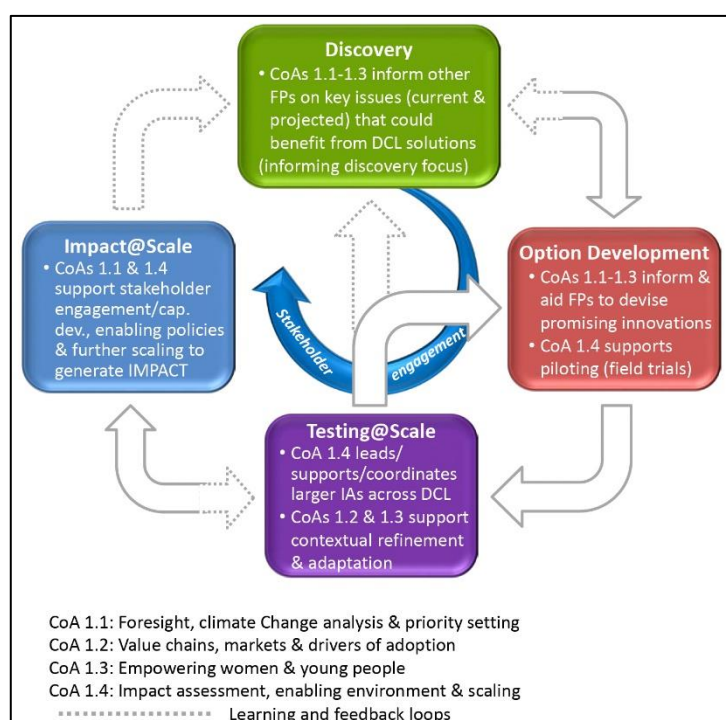 Discovery
• CoAs 1.1-1.3 inform other
FPs on key issues (current &
projected) that could
benefit from DCL solutions
(informing discovery focus)
Impact@Scale
• CoAs 1.1 & 1.4
support stakeholder
engagement/cap.
dev., enabling policies
& further scaling to
generate IMPACT
Stakeholder
engagement
Option Development
• CoAs 1.1-1.3 inform &
aid FPs to devise
promising innovations
• CoA 1.4 supports
piloting (field trials)
Testing@Scale
• CoA 1.4 leads/
supports/coordinates
larger IAs across DCL
• CoAs 1.2 & 1.3 support
contextual refinement
& adaptation
CoA 1.1: Foresight, climate Change analysis & priority setting
CoA 1.2: Value chains, markets & drivers of adoption
CoA 1.3: Empowering women & young people
CoA 1.4: Impact assessment, enabling environment & scaling
Learning and feedback loops